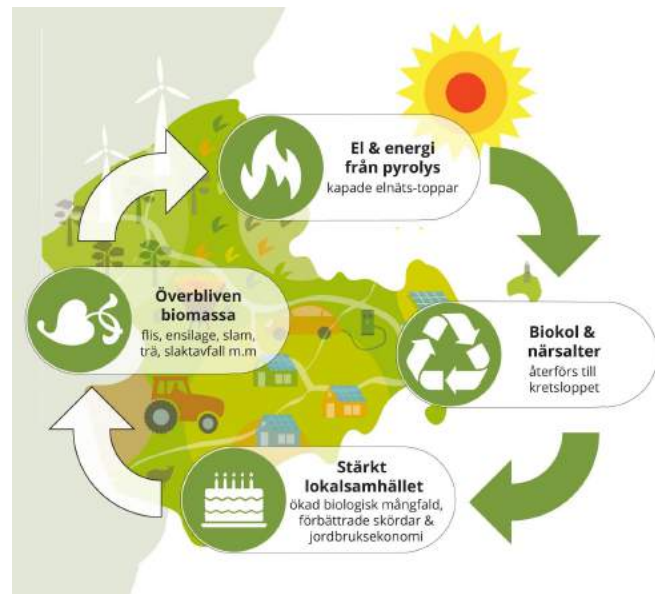 El & energi
från pyrolys
kapade elnäts-toppar
Överbliven
biomassa
flis, ensilage, slam,
trä, slaktavfall m.m
Biokol &
närsalter
återförs till
kretsloppet
Stärkt
lokalsamhället
ökad biologisk mångfald,
förbättrade skördar &
jordbruksekonomi